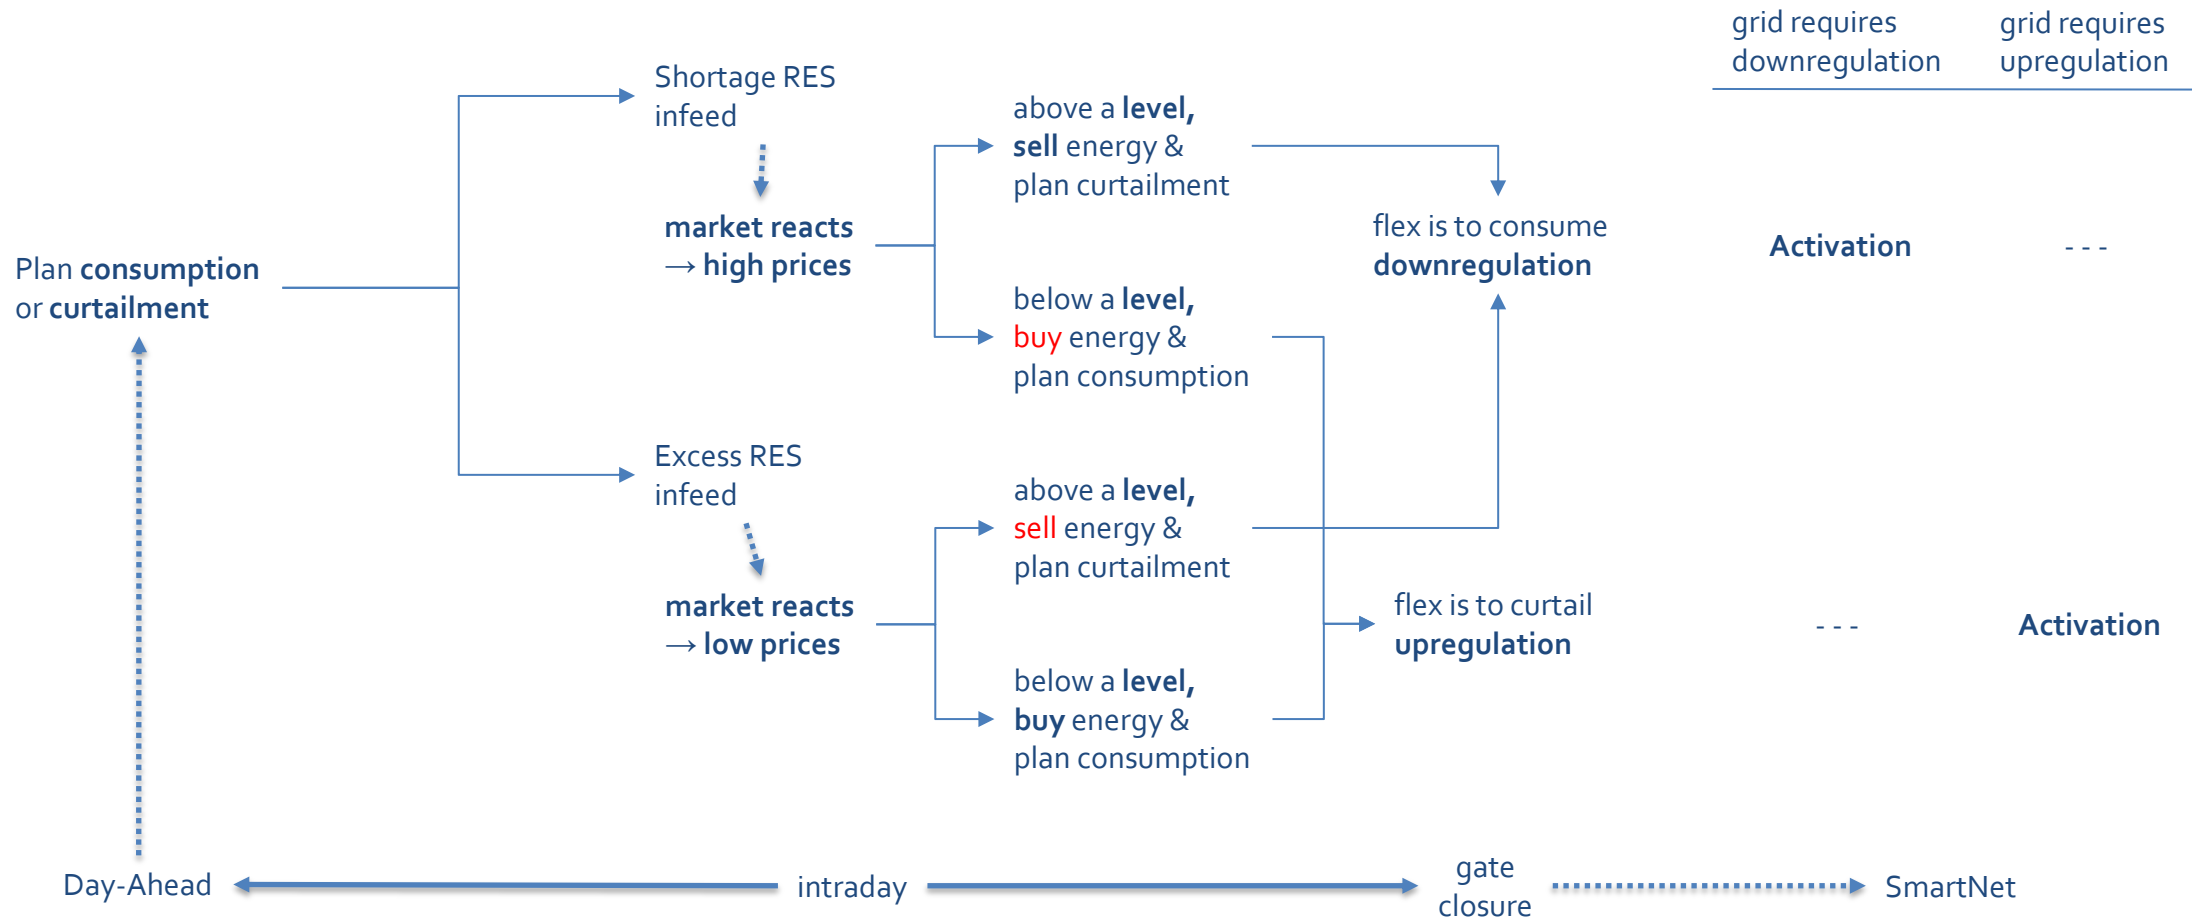 grid requires
downregulation
grid requires
upregulation
Shortage RES
infeed
above a level,
sell energy &
plan curtailment
market reacts
→ high prices
flex is to consume
downregulation
Activation
- - -
Plan consumption
or curtailment
below a level,
buy energy &
plan consumption
Excess RES
infeed
above a level,
sell energy &
plan curtailment
market reacts
→ low prices
flex is to curtail
upregulation
- - -
Activation
below a level,
buy energy &
plan consumption
Day-Ahead
intraday
gate
closure
SmartNet